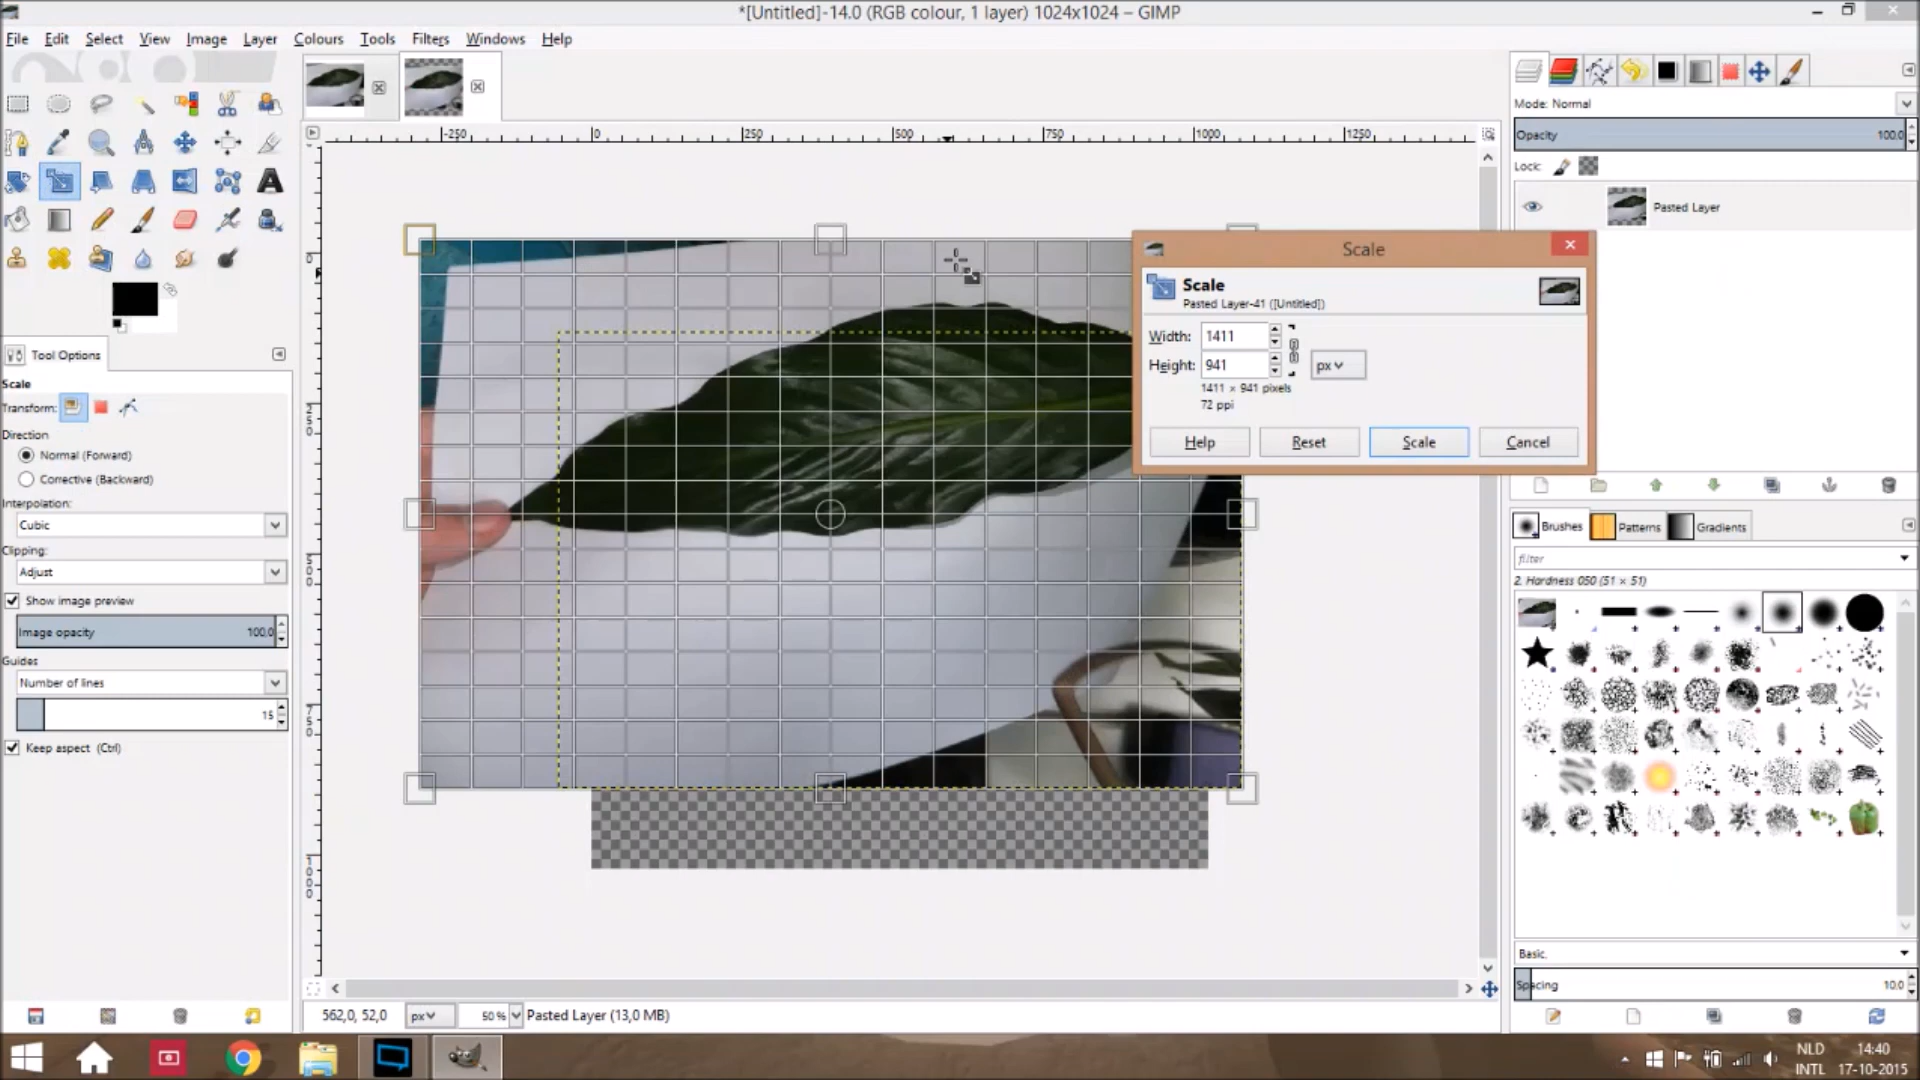 *[Untitled]-14.0 (RGB colour, 1 layer) 1024x1024 – GIMP
File Edit Select View Image Layer Colours Tools Filters Windows Help
-250 0 250 500 750 1000 1250
0
250
500
750
1000
Mode: Normal
Opacity 100.0
Lock:
Pasted Layer
Scale
Scale
Pasted Layer-41 ([Untitled])
Width: 1411
Height: 941 px
1411 × 941 pixels
72 ppi
Help Reset Scale Cancel
Tool Options
Scale
Transform:
Direction
Normal (Forward)
Corrective (Backward)
Interpolation:
Cubic
Clipping:
Adjust
Show image preview
Image opacity 100,0
Guides
Number of lines
15
Keep aspect (Ctrl)
Brushes Patterns Gradients
filter
2. Hardness 050 (51 × 51)
Basic.
Spacing 10.0
562,0, 52,0 px 50 % Pasted Layer (13,0 MB)
NLD 14:40
INTL 17-10-2015